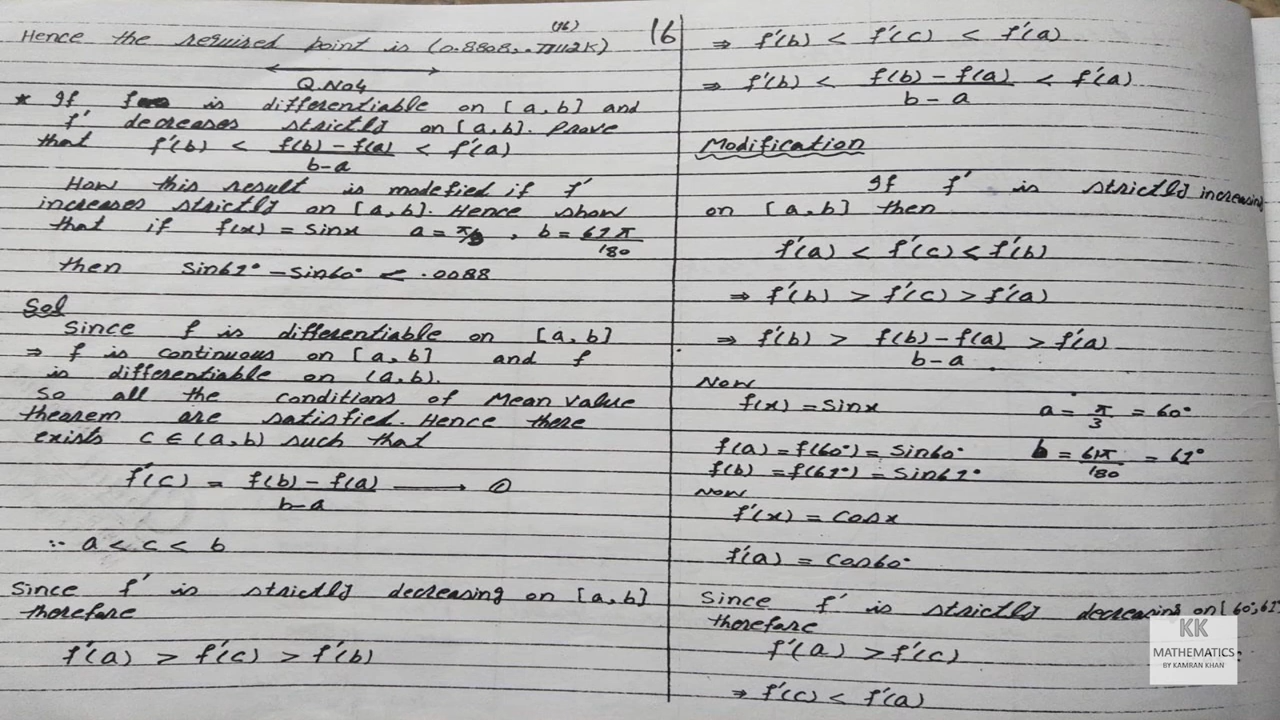 (16)
Hence the required point is (0.8808,
Q.No4
* If f is differentiable on [a,b] and
f' decreases strictly on [a,b]. Prove
that f'(b) < f(b) - f(a) / b-a < f'(a)
How this result is modefied if f'
increases strictly on [a,b]. Hence show
that if f(x) = Sinx a = π/3, b = 61π/180
then Sin61° - Sin60° < .0088
Sol
Since f is differentiable on [a,b]
⇒ f is continuous on [a,b] and f
is differentiable on (a,b).
So all the conditions of Mean value
theorem are satisfied. Hence there
exists c ∈ (a,b) such that
f'(c) = f(b) - f(a) / b-a → ①
∵ a < c < b
Since f' is strictly decreasing on [a,b]
therefore
f'(a) > f'(c) > f'(b)
16
⇒ f'(b) < f'(c) < f'(a)
⇒ f'(b) < f(b) - f(a) / b-a < f'(a)
Modification
If f' is strictly increasing
on [a,b] then
f'(a) < f'(c) < f'(b)
⇒ f'(b) > f'(c) > f'(a)
⇒ f'(b) > f(b) - f(a) / b-a > f'(a)
Now
f(x) = Sinx a = π/3 = 60°
f(a) = f(60°) = Sin60° b = 61π/180 = 61°
f(b) = f(61°) = Sin61°
Now
f'(x) = Cosx
f'(a) = Cos60°
Since f' is strictly decreasing on [60°,61°
therefore
f'(a) > f'(c)
⇒ f'(c) < f'(a)
KK
MATHEMATICS
BY KAMRAN KHAN